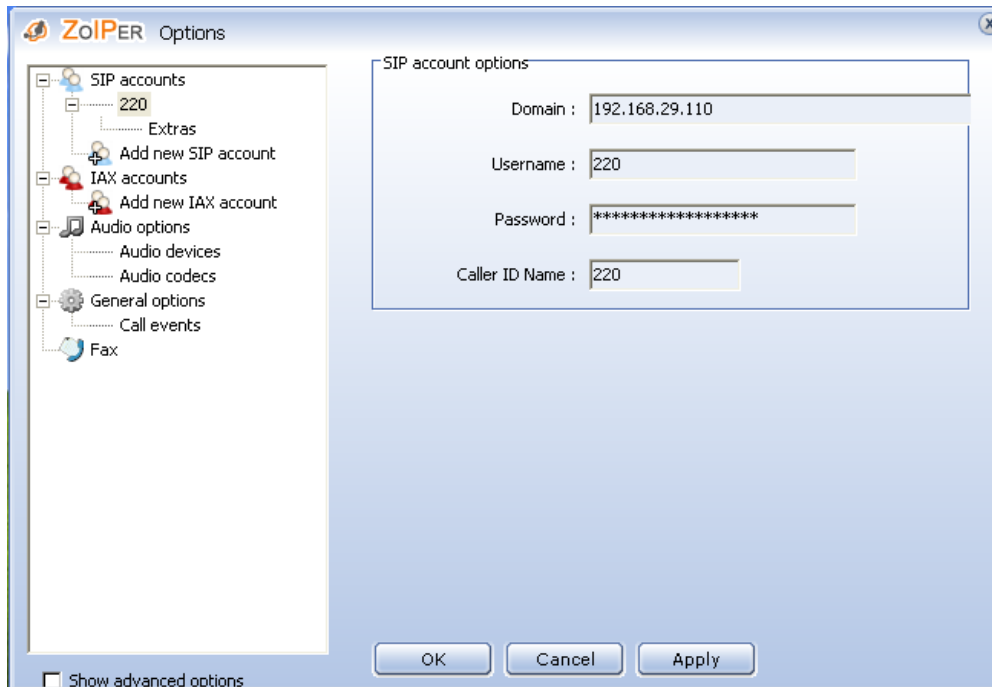 ZOIPER Options
SIP accounts
220
Extras
Add new SIP account
IAX accounts
Add new IAX account
Audio options
Audio devices
Audio codecs
General options
Call events
Fax
Show advanced options
SIP account options
Domain : 192.168.29.110
Username : 220
Password : ******************
Caller ID Name : 220
OK Cancel Apply